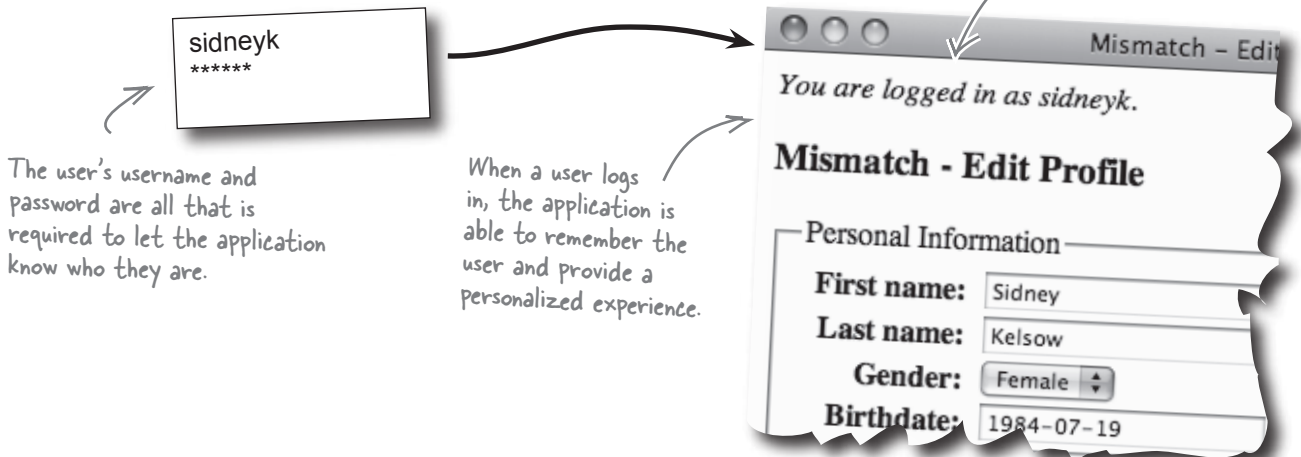 sidneyk
******
The user's username and
password are all that is
required to let the application
know who they are.
When a user logs
in, the application is
able to remember the
user and provide a
personalized experience.
Mismatch - Edit
You are logged in as sidneyk.
Mismatch - Edit Profile
Personal Information
First name: Sidney
Last name: Kelsow
Gender: Female
Birthdate: 1984-07-19